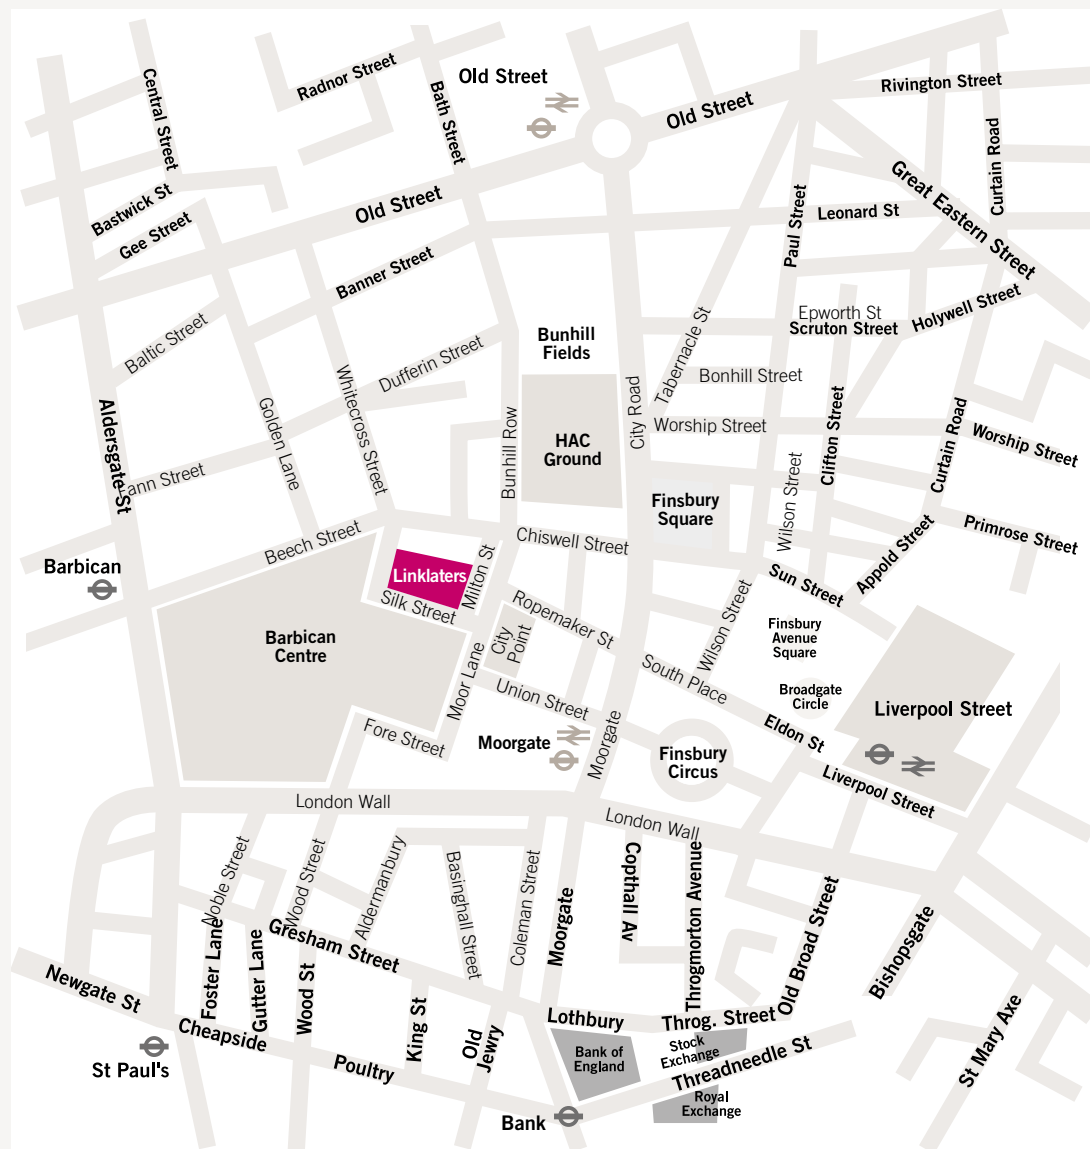 Central Street
Radnor Street
Bath Street
Old Street
Old Street
Rivington Street
Curtain Road
Great Eastern Street
Bastwick St
Gee Street
Old Street
Paul Street
Leonard St
Banner Street
Baltic Street
Dufferin Street
Whitecross Street
Golden Lane
Bunhill
Fields
Tabernacle St
Epworth St
Scruton Street
Holywell Street
Bonhill Street
City Road
Worship Street
Clifton Street
Curtain Road
Worship Street
Aldersgate St
ann Street
Bunhill Row
HAC
Ground
Finsbury
Square
Wilson Street
Primrose Street
Appold Street
Beech Street
Chiswell Street
Barbican
Linklaters
Milton St
Silk Street
Sun Street
Ropemaker St
Wilson Street
Barbican
Centre
City
Point
Moor Lane
South Place
Finsbury
Avenue
Square
Union Street
Broadgate
Circle
Liverpool Street
Eldon St
Fore Street
Moorgate
Moorgate
Finsbury
Circus
Liverpool Street
London Wall
London Wall
Noble Street
Wood Street
Aldermanbury
Basinghall Street
Coleman Street
Moorgate
Copthall Av
Throgmorton Avenue
Old Broad Street
Bishopsgate
Gresham Street
Foster Lane
Gutter Lane
Wood St
King St
Old
Jewry
Newgate St
Cheapside
Poultry
St Paul's
Lothbury
Throg. Street
Bank of
England
Stock
Exchange
Threadneedle St
Royal
Exchange
Bank
St Mary Axe